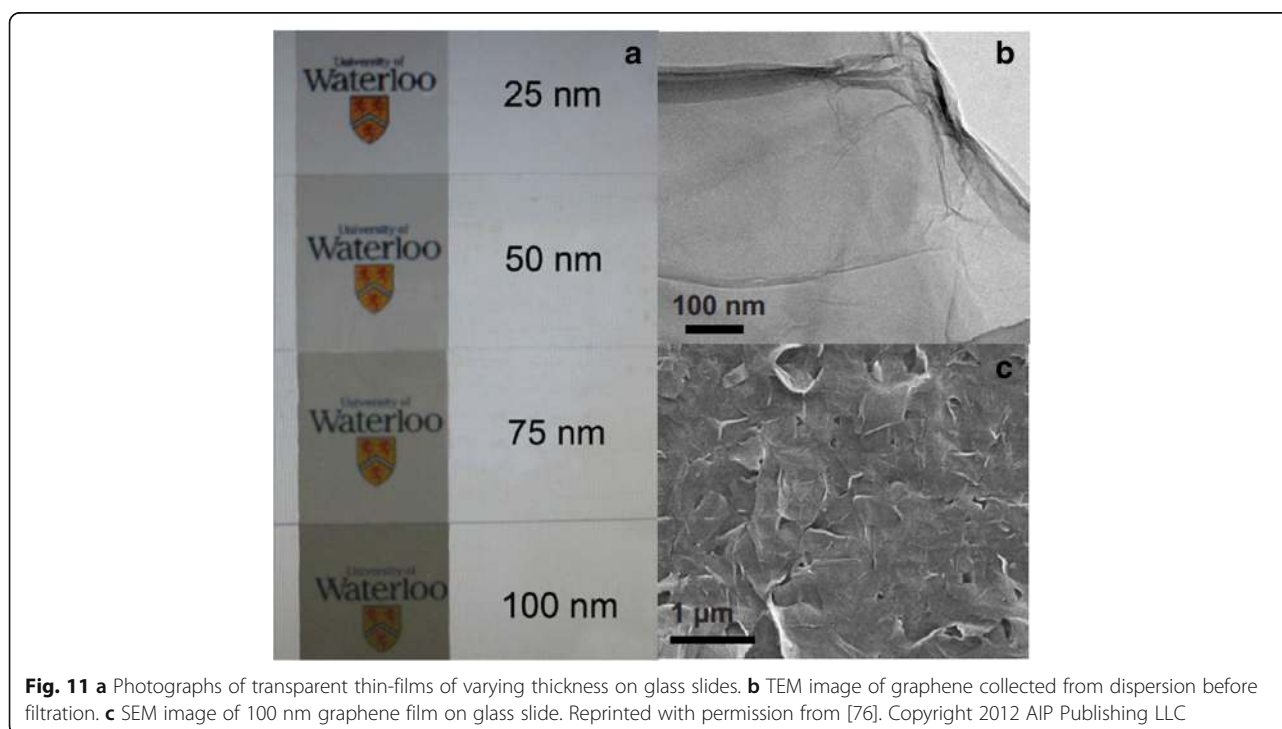 a
University of
Waterloo
25 nm
University of
Waterloo
50 nm
University of
Waterloo
75 nm
University of
Waterloo
100 nm
b
100 nm
c
1 µm
Fig. 11 a Photographs of transparent thin-films of varying thickness on glass slides. b TEM image of graphene collected from dispersion before
filtration. c SEM image of 100 nm graphene film on glass slide. Reprinted with permission from [76]. Copyright 2012 AIP Publishing LLC